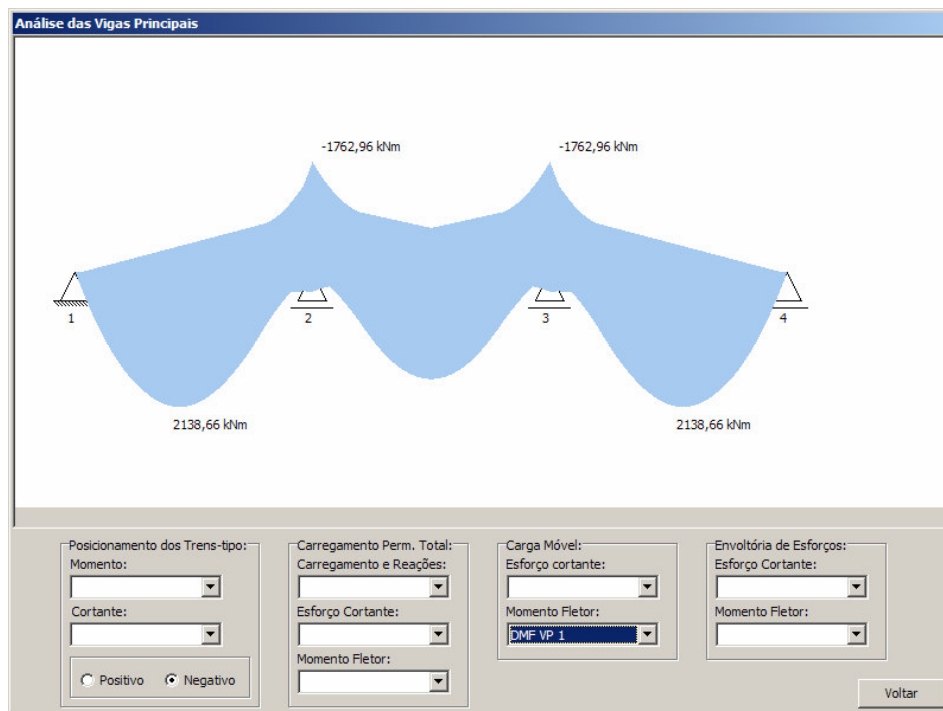 Análise das Vigas Principais
-1762,96 kNm
-1762,96 kNm
1
2
3
4
2138,66 kNm
2138,66 kNm
Posicionamento dos Trens-tipo:
Momento:
Cortante:
Positivo
Negativo
Carregamento Perm. Total:
Carregamento e Reações:
Esforço Cortante:
Momento Fletor:
Carga Móvel:
Esforço cortante:
Momento Fletor:
DMF VP 1
Envoltória de Esforços:
Esforço Cortante:
Momento Fletor:
Voltar